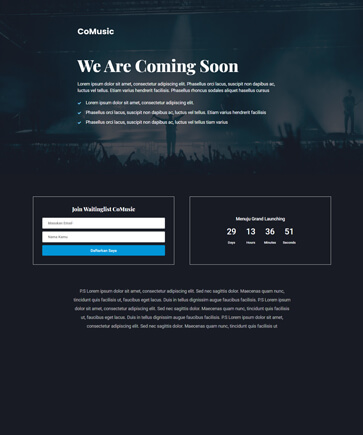 CoMusic
We Are Coming Soon
Lorem ipsum dolor sit amet, consectetur adipiscing elit. Phasellus orci lacus, suscipit non dapibus ac,
luctus vel tellus. Etiam varius hendrerit facilisis. Phasellus rhoncus sodales aliquet hasellus cursus
Lorem ipsum dolor sit amet, consectetur adipiscing elit.
Phasellus orci lacus, suscipit non dapibus ac, luctus vel tellus. Etiam varius hendrerit facilisis
Phasellus orci lacus, suscipit non dapibus ac, luctus vel tellus tiam varius
Join Waitinglist CoMusic
Masukan Email
Nama Kamu
Daftarkan Saya
Menuju Grand Launching
29 13 36 51
Days Hours Minutes Seconds
P.S Lorem ipsum dolor sit amet, consectetur adipiscing elit. Sed nec sagittis dolor. Maecenas quam nunc,
tincidunt quis facilisis ut, faucibus eget lacus. Duis in tellus dignissim augue faucibus facilisis. P.S Lorem ipsum
dolor sit amet, consectetur adipiscing elit. Sed nec sagittis dolor. Maecenas quam nunc, tincidunt quis facilisis
ut, faucibus eget lacus. Duis in tellus dignissim augue faucibus facilisis. P.S Lorem ipsum dolor sit amet,
consectetur adipiscing elit. Sed nec sagittis dolor. Maecenas quam nunc, tincidunt quis facilisis ut